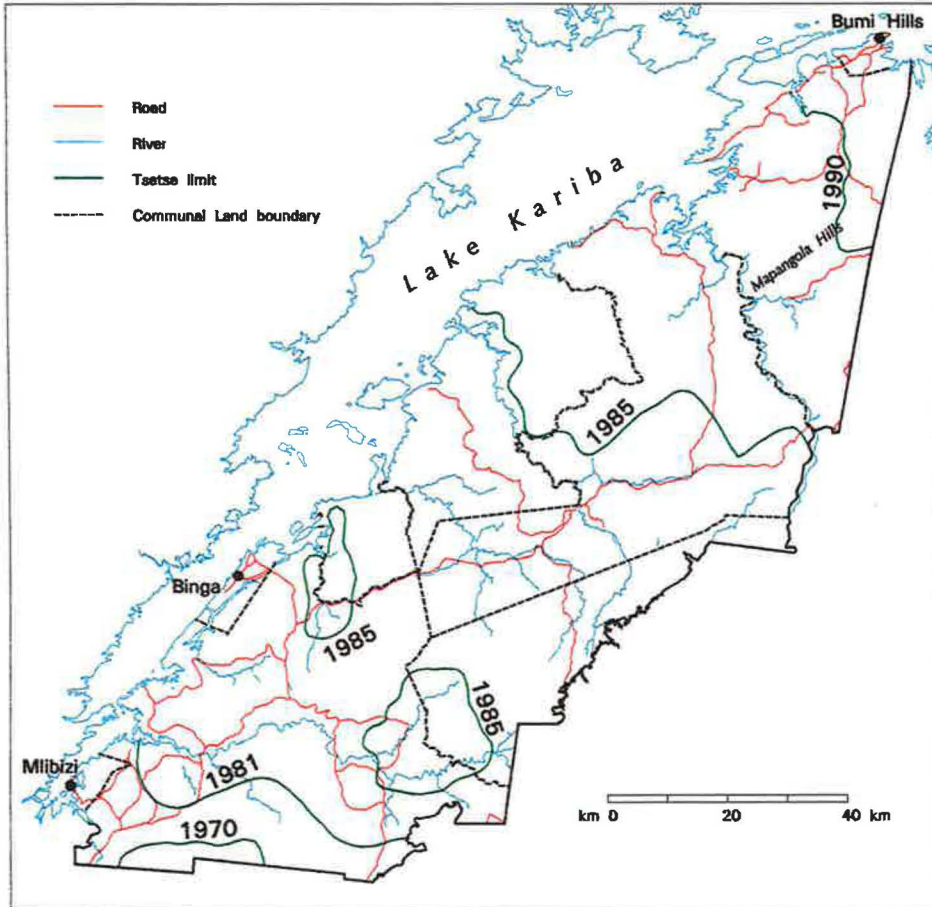 Bumi Hills
Road
River
Tsetse limit
Communal Land boundary
Lake Kariba
1990
Mapangola Hills
1985
Binga
1985
1985
Mlibizi
1981
1970
km 0 20 40 km